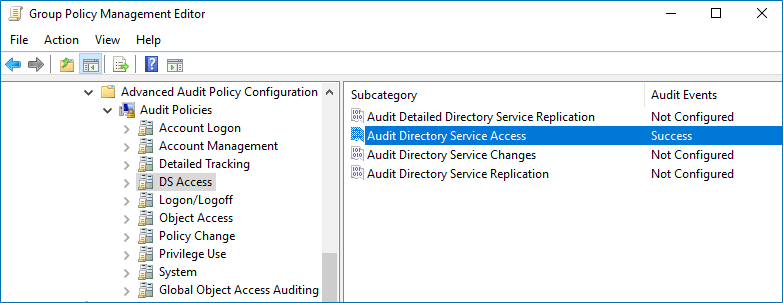 Group Policy Management Editor
File Action View Help
Advanced Audit Policy Configuration
Audit Policies
Account Logon
Account Management
Detailed Tracking
DS Access
Logon/Logoff
Object Access
Policy Change
Privilege Use
System
Global Object Access Auditing
Subcategory Audit Events
Audit Detailed Directory Service Replication Not Configured
Audit Directory Service Access Success
Audit Directory Service Changes Not Configured
Audit Directory Service Replication Not Configured